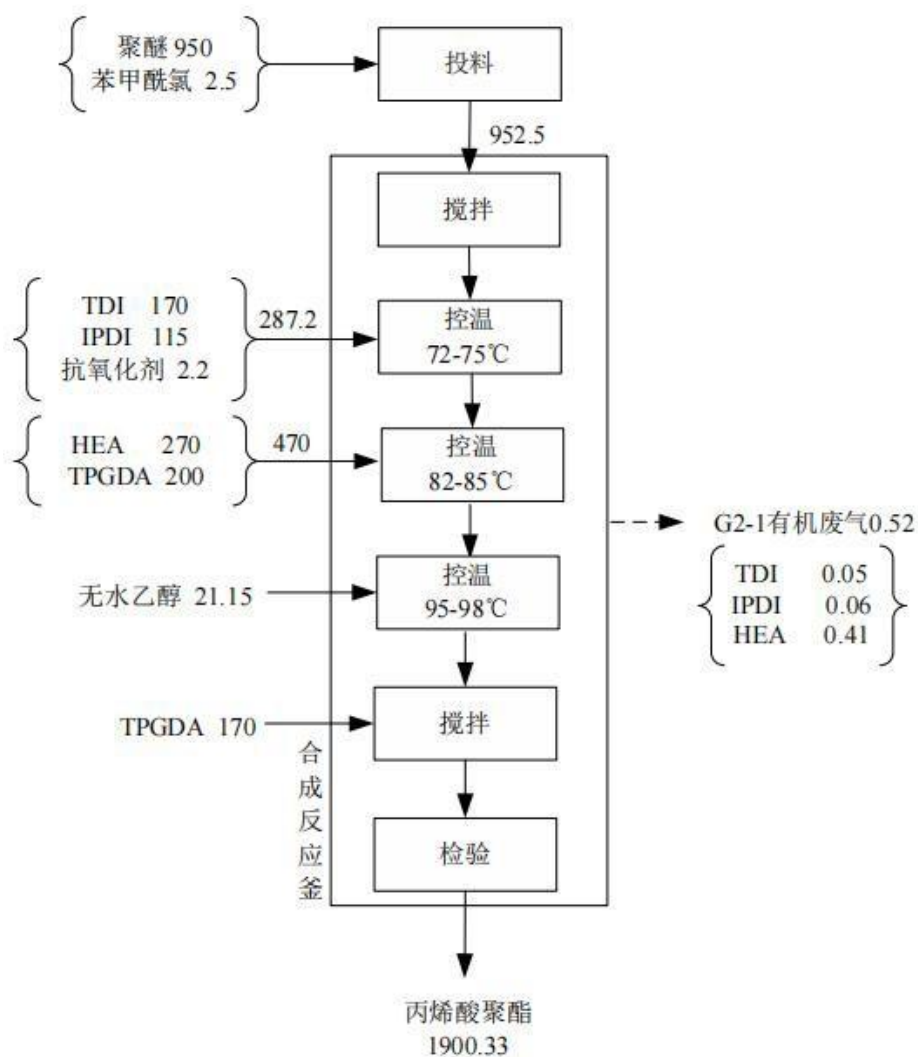 聚醚 950
苯甲酰氯 2.5
投料
952.5
搅拌
TDI 170
IPDI 115
抗氧化剂 2.2
287.2
控温
72-75℃
HEA 270
TPGDA 200
470
控温
82-85℃
G2-1有机废气0.52
TDI 0.05
IPDI 0.06
HEA 0.41
无水乙醇 21.15
控温
95-98℃
TPGDA 170
搅拌
合成反应釜
检验
丙烯酸聚酯
1900.33